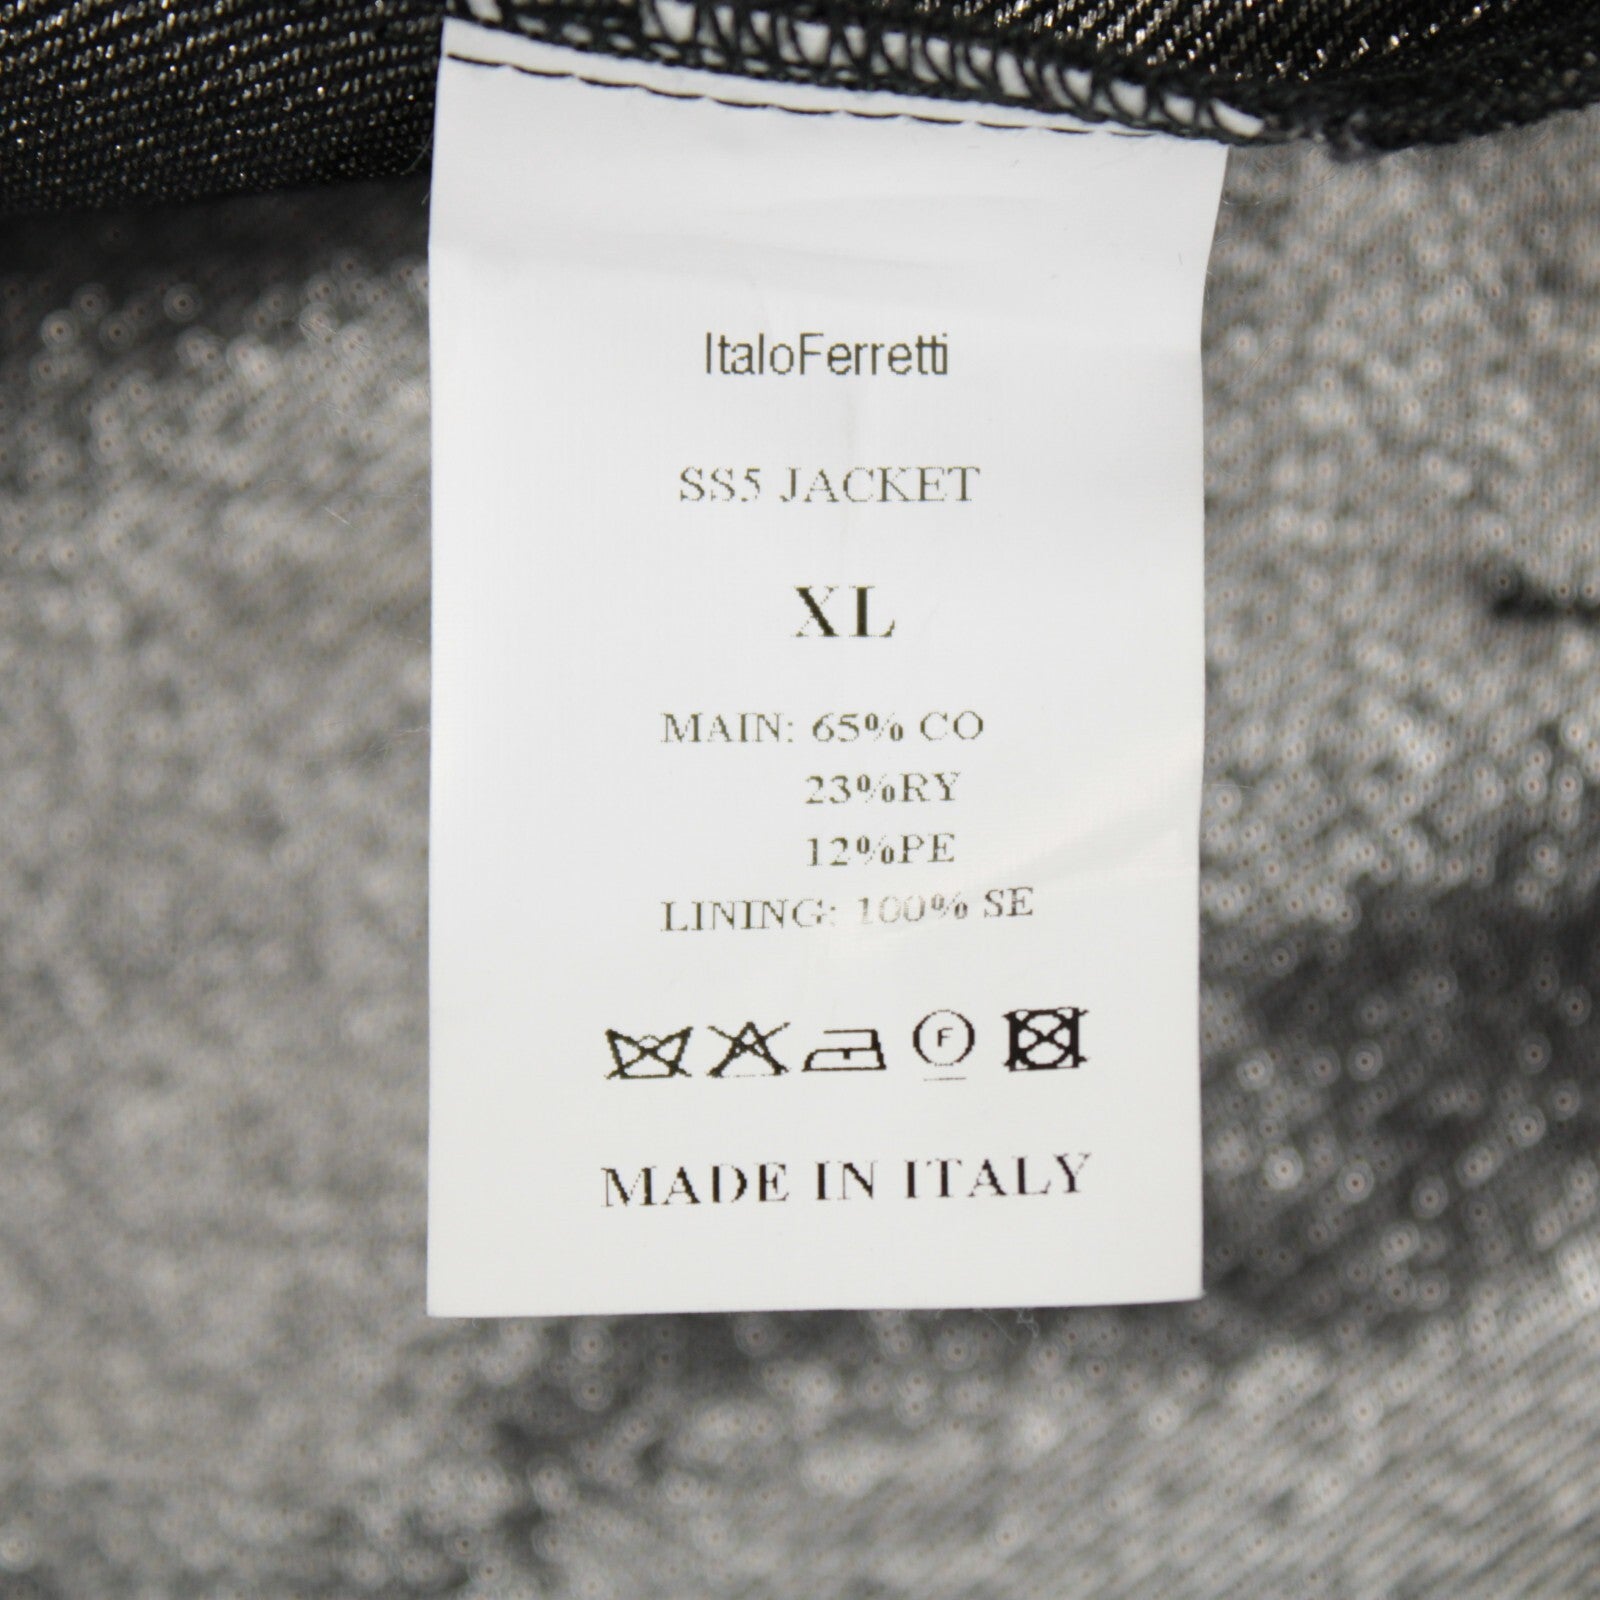 ItaloFerretti
SS5 JACKET
XL
MAIN: 65% CO
23%RY
12%PE
LINING: 100% SE
F
MADE IN ITALY